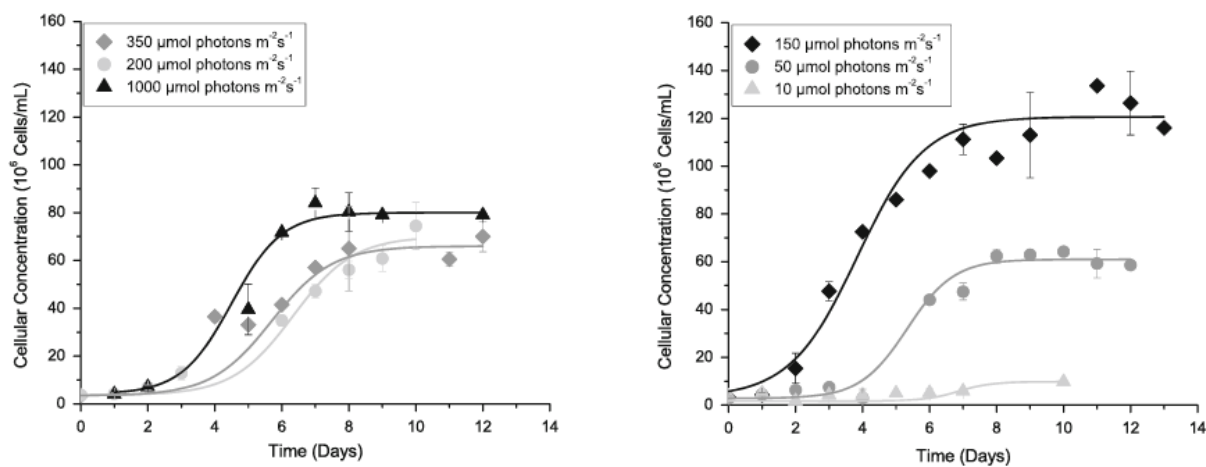 350 µmol photons m⁻²s⁻¹
200 µmol photons m⁻²s⁻¹
1000 µmol photons m⁻²s⁻¹
Cellular Concentration (10⁶ Cells/mL)
160
140
120
100
80
60
40
20
0
0 2 4 6 8 10 12 14
Time (Days)
150 µmol photons m⁻²s⁻¹
50 µmol photons m⁻²s⁻¹
10 µmol photons m⁻²s⁻¹
Cellular Concentration (10⁶ Cells/mL)
160
140
120
100
80
60
40
20
0
0 2 4 6 8 10 12 14
Time (Days)